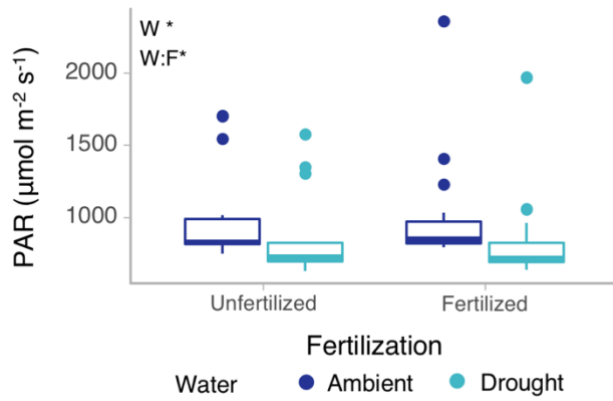 W *
W:F*
PAR (µmol m⁻² s⁻¹)
2000
1500
1000
Unfertilized
Fertilized
Fertilization
Water
Ambient
Drought